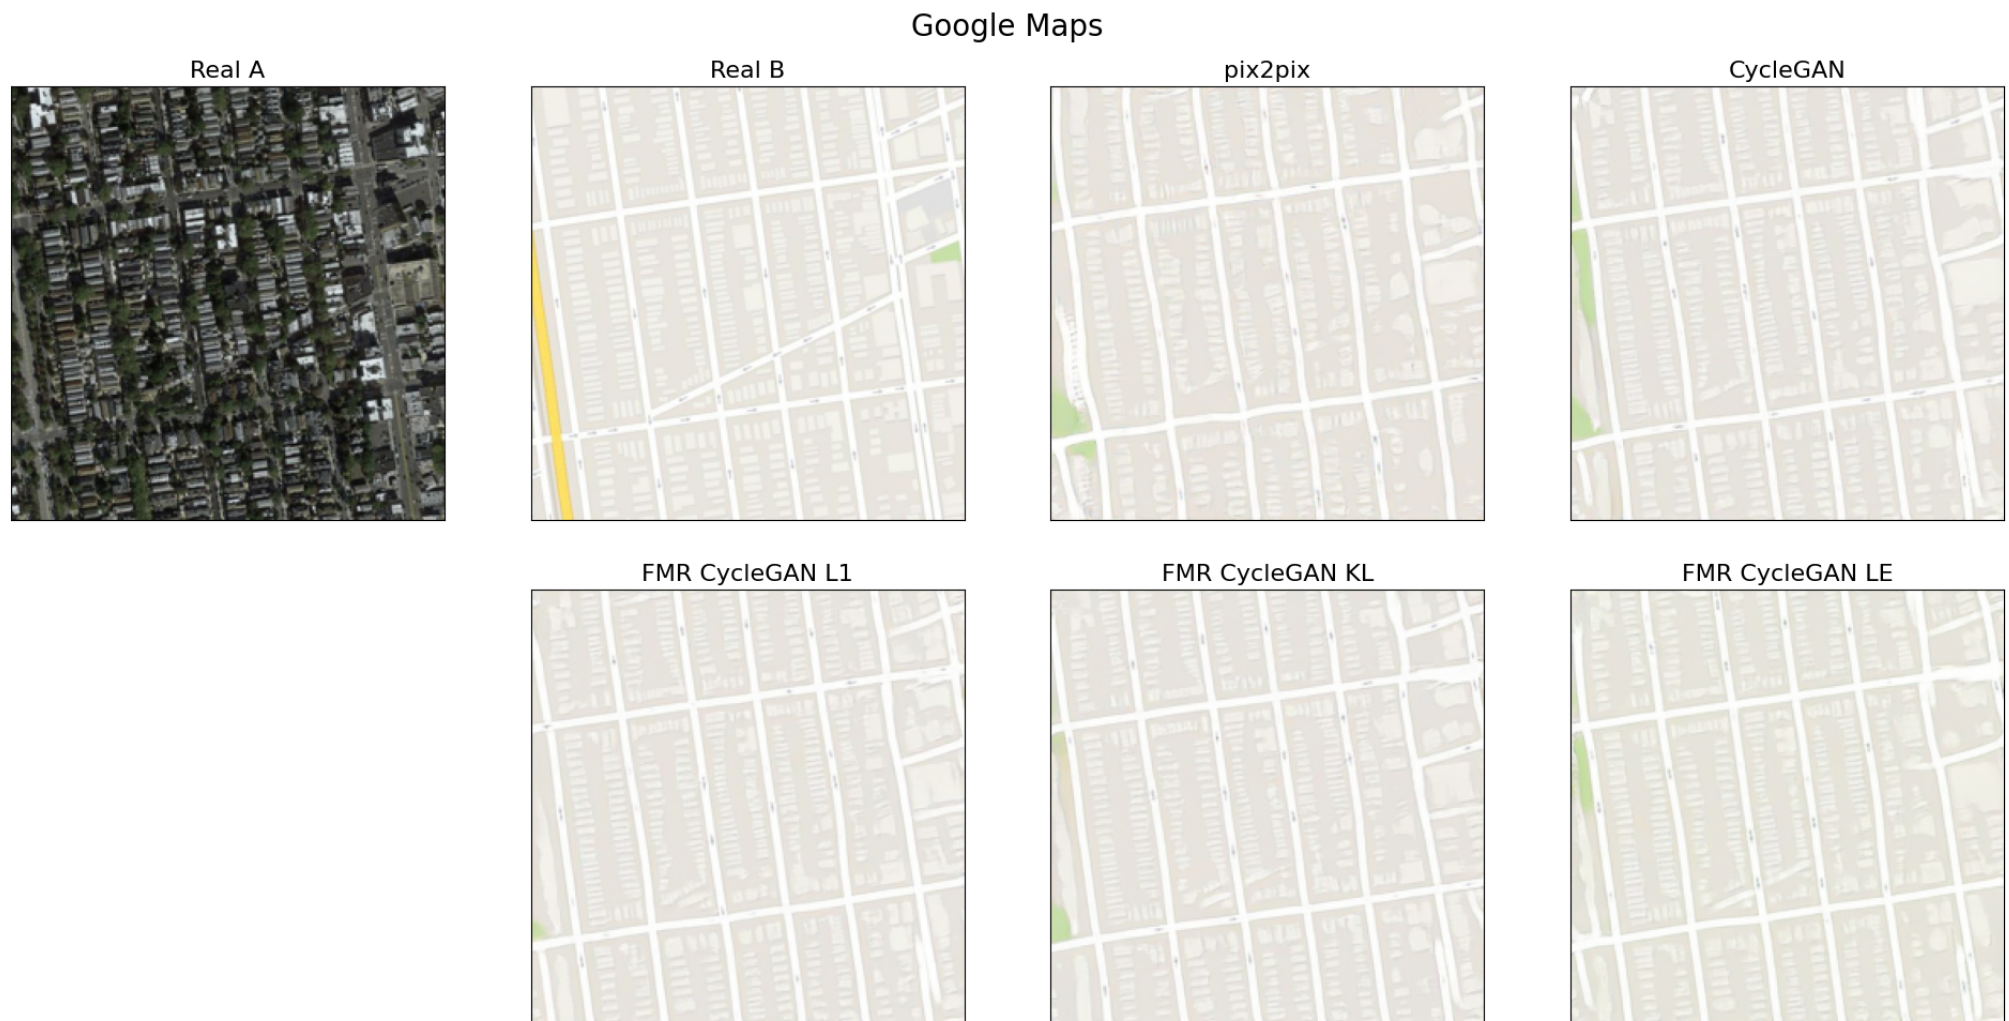 Google Maps
Real A
Real B
pix2pix
CycleGAN
FMR CycleGAN L1
FMR CycleGAN KL
FMR CycleGAN LE